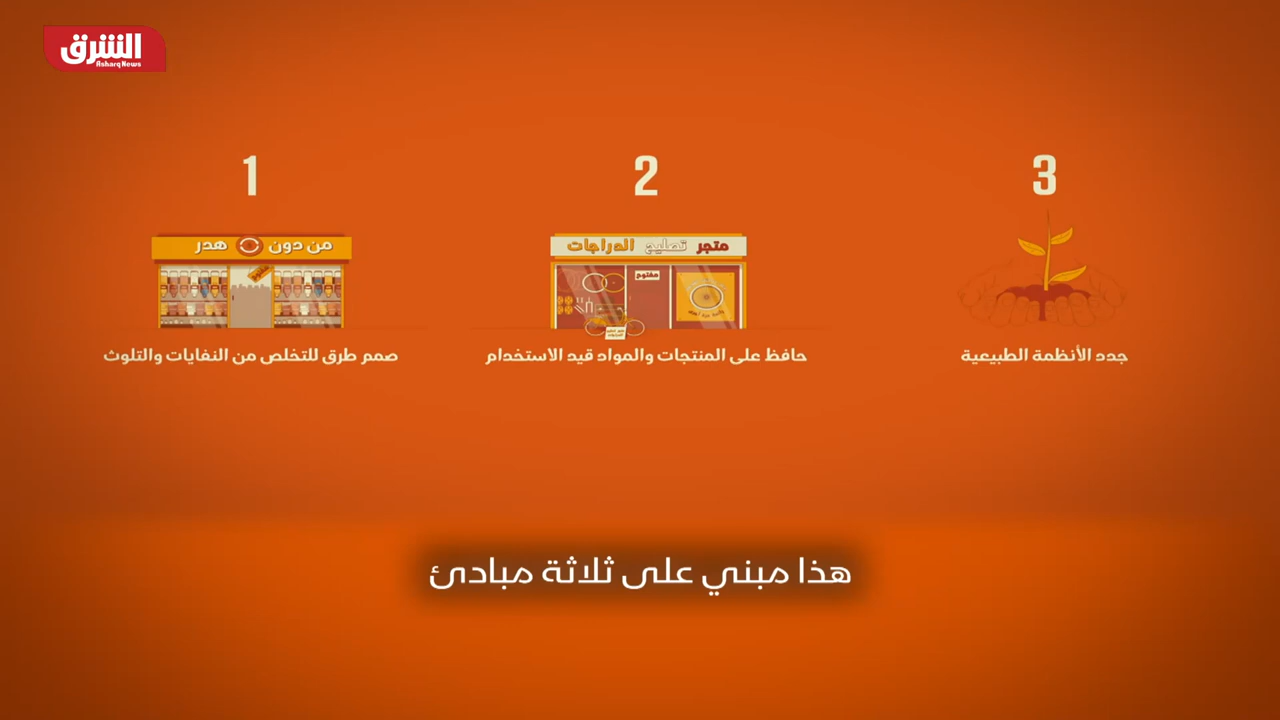 الشرق
Asharq News
1
من دون هدر
مفتوح
صمم طرق للتخلص من النفايات والتلوث
2
متجر تصليح الدراجات
مفتوح
حافظ على المنتجات والمواد قيد الاستخدام
3
جدد الأنظمة الطبيعية
هذا مبني على ثلاثة مبادئ